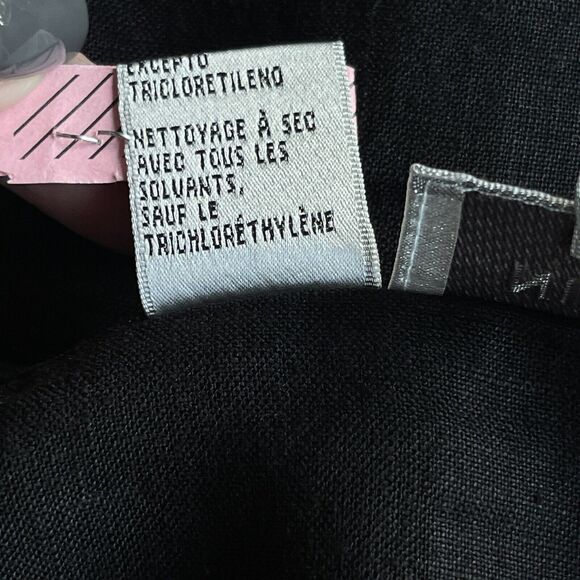 EXCEPTO
TRICLORETILENO
NETTOYAGE À SEC
AVEC TOUS LES
SOLVANTS,
SAUF LE
TRICHLORÉTHYLÈNE